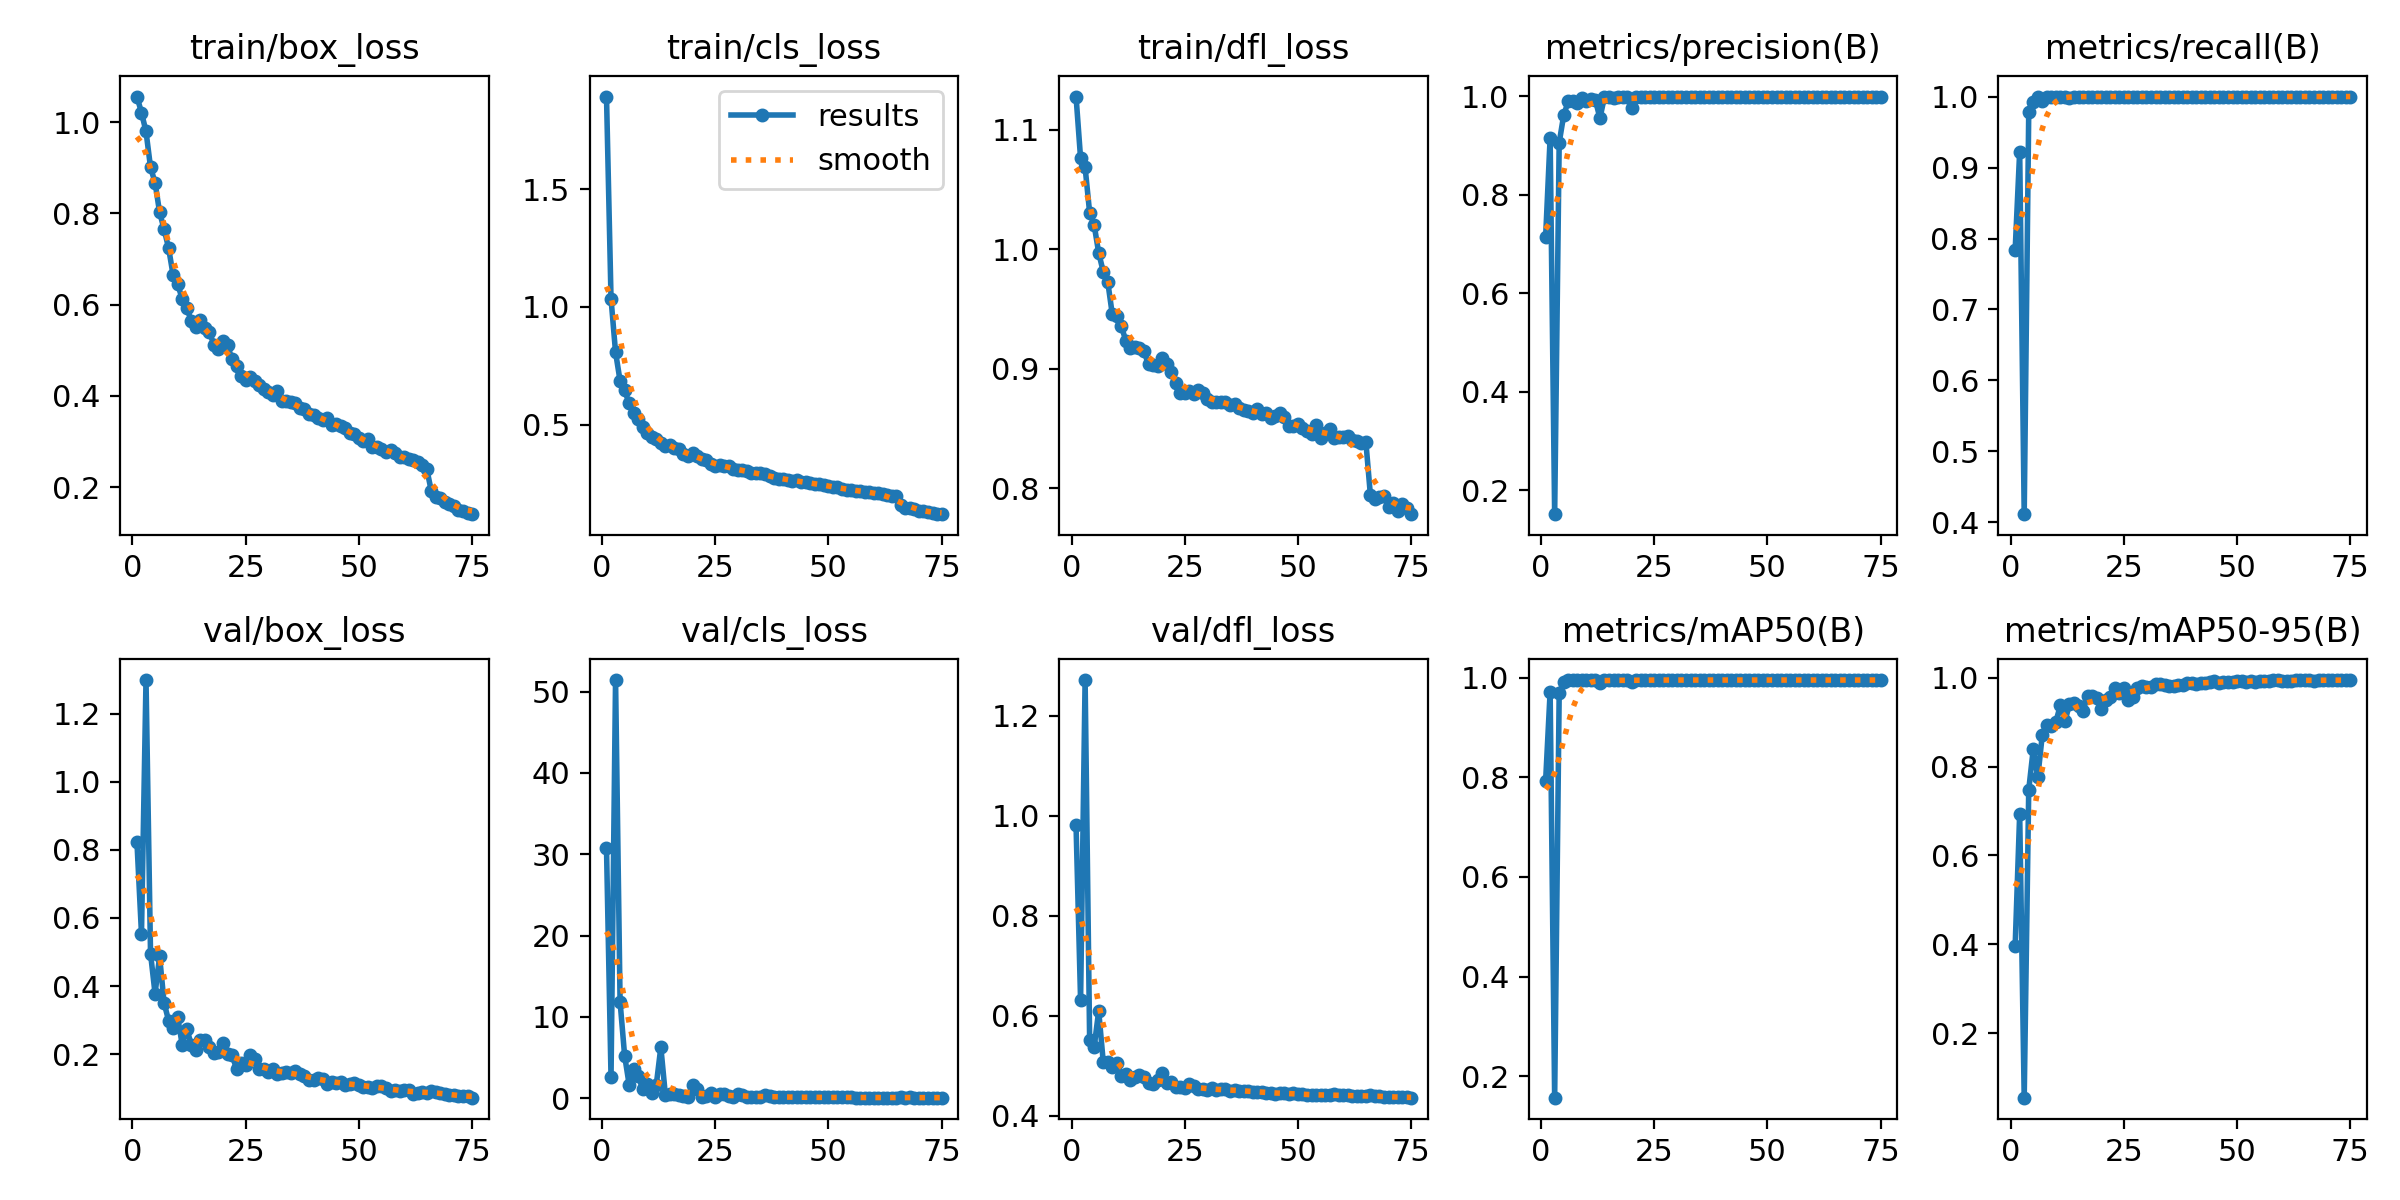 train/box_loss
train/cls_loss
train/dfl_loss
metrics/precision(B)
metrics/recall(B)
1.0
0.8
0.6
0.4
0.2
0 25 50 75
results
smooth
1.5
1.0
0.5
0 25 50 75
1.1
1.0
0.9
0.8
0 25 50 75
1.0
0.8
0.6
0.4
0.2
0 25 50 75
1.0
0.9
0.8
0.7
0.6
0.5
0.4
0 25 50 75
val/box_loss
val/cls_loss
val/dfl_loss
metrics/mAP50(B)
metrics/mAP50-95(B)
1.2
1.0
0.8
0.6
0.4
0.2
0 25 50 75
50
40
30
20
10
0
0 25 50 75
1.2
1.0
0.8
0.6
0.4
0 25 50 75
1.0
0.8
0.6
0.4
0.2
0 25 50 75
1.0
0.8
0.6
0.4
0.2
0 25 50 75